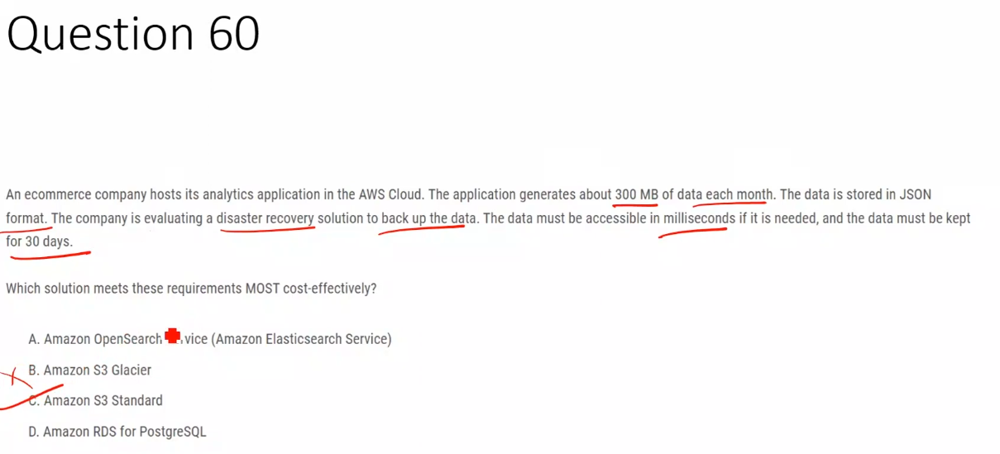 Question 60
An ecommerce company hosts its analytics application in the AWS Cloud. The application generates about 300 MB of data each month. The data is stored in JSON
format. The company is evaluating a disaster recovery solution to back up the data. The data must be accessible in milliseconds if it is needed, and the data must be kept
for 30 days.
Which solution meets these requirements MOST cost-effectively?
A. Amazon OpenSearch vice (Amazon Elasticsearch Service)
B. Amazon S3 Glacier
C. Amazon S3 Standard
D. Amazon RDS for PostgreSQL